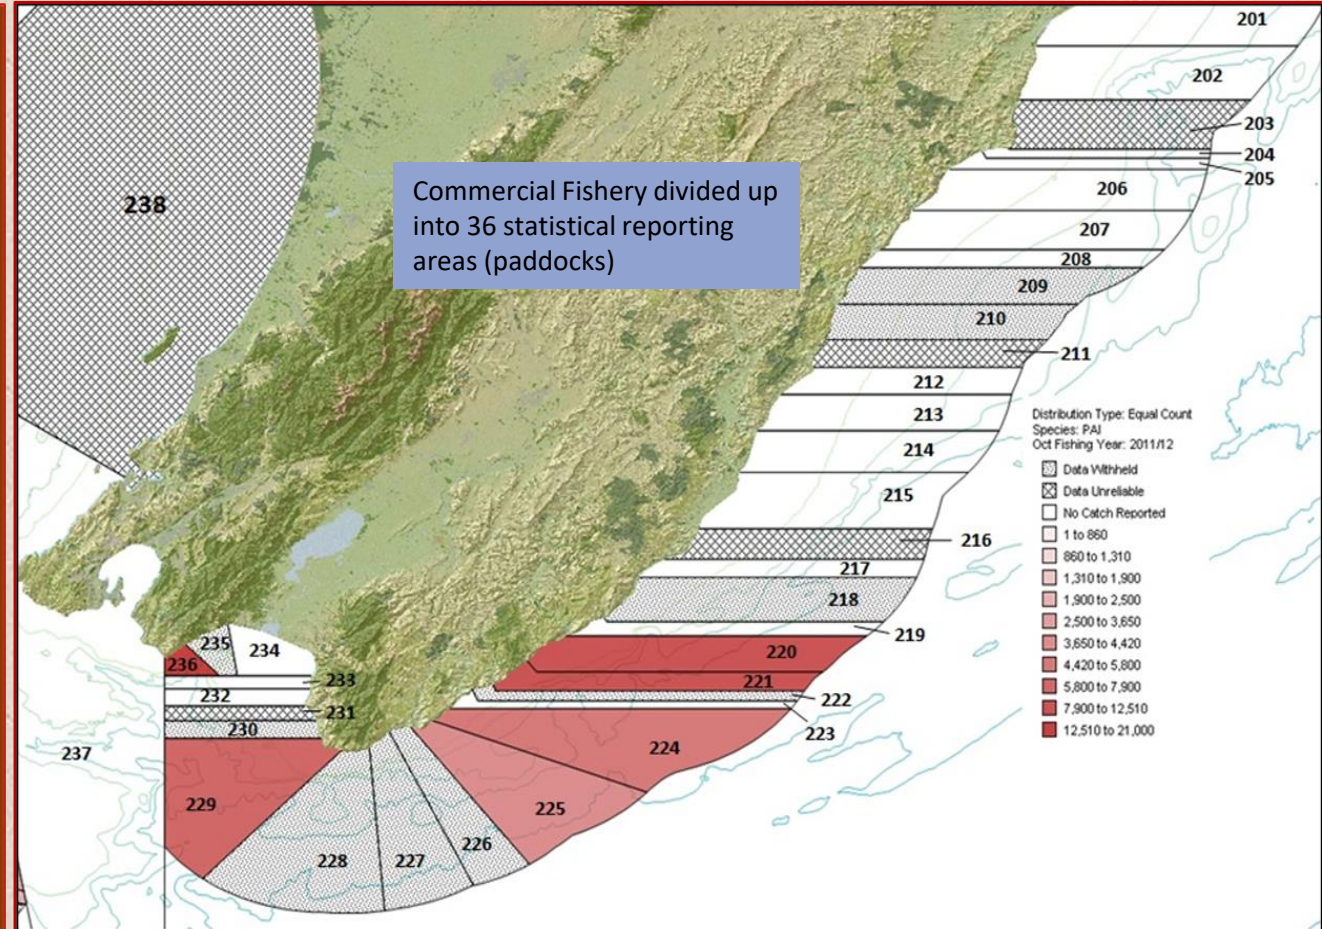 201
202
203
204
205
206
207
208
209
210
211
212
213
214
215
216
217
218
219
220
221
222
223
224
225
226
227
228
229
230
231
232
233
234
235
236
237
238
Commercial Fishery divided up
into 36 statistical reporting
areas (paddocks)
Distribution Type: Equal Count
Species: PAI
Oct Fishing Year: 2011/12
Data Withheld
Data Unreliable
No Catch Reported
1 to 860
860 to 1,310
1,310 to 1,900
1,900 to 2,500
2,500 to 3,650
3,650 to 4,420
4,420 to 5,800
5,800 to 7,900
7,900 to 12,510
12,510 to 21,000